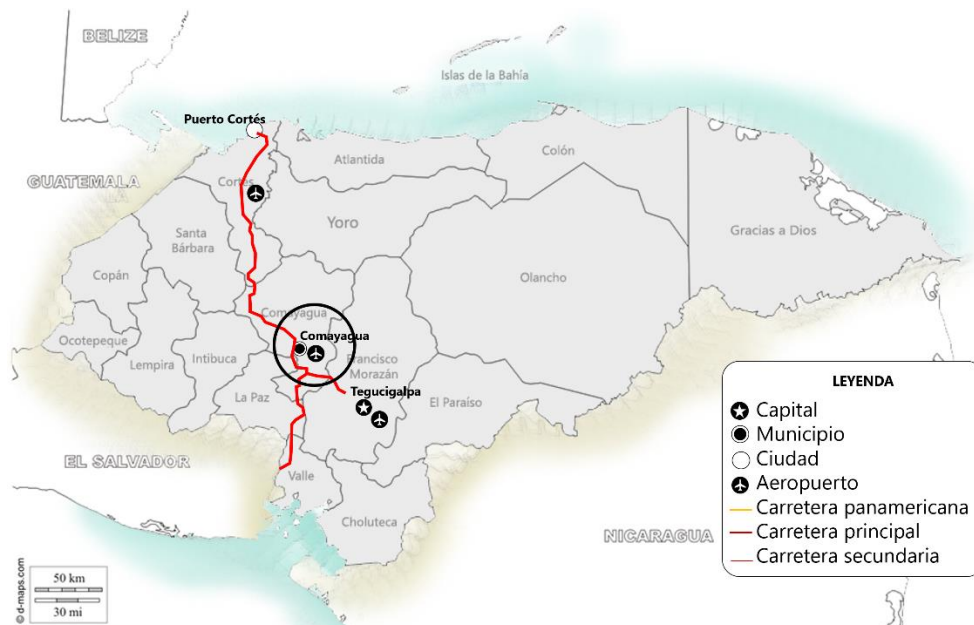 BELIZE
Islas de la Bahía
Puerto Cortés
Atlantida
Colón
GUATEMALA
Cortés
Yoro
Santa
Bárbara
Gracias a Dios
Copán
Olancho
Comayagua
Comayagua
Ocotepeque
Intibuca
Lempira
Francisco
Morazán
La Paz
Tegucigalpa
El Paraíso
EL SALVADOR
Valle
Choluteca
NICARAGUA
LEYENDA
Capital
Municipio
Ciudad
Aeropuerto
Carretera panamericana
Carretera principal
Carretera secundaria
50 km
30 mi
© d-maps.com